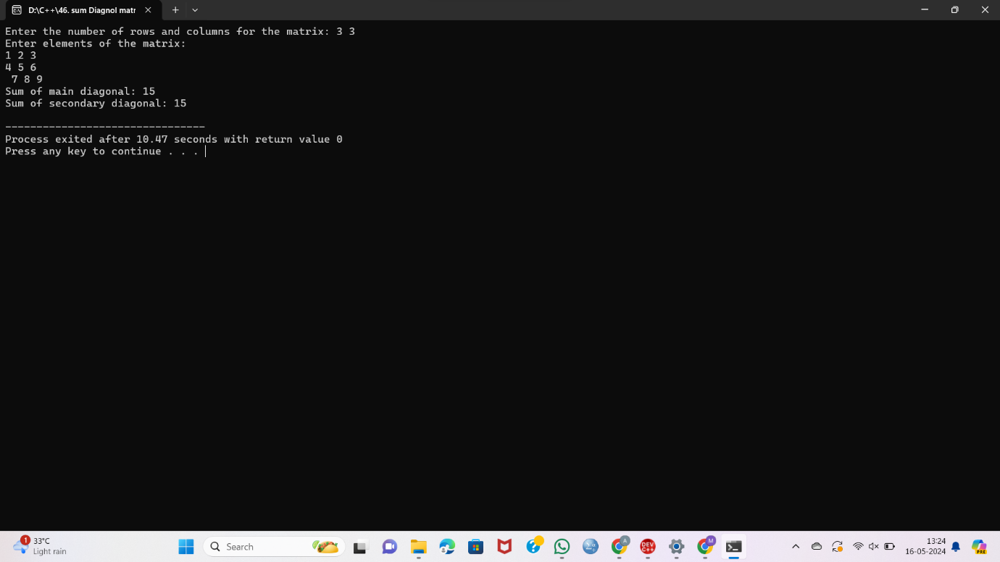 D:\C++\46. sum Diagnol matr
Enter the number of rows and columns for the matrix: 3 3
Enter elements of the matrix:
1 2 3
4 5 6
 7 8 9
Sum of main diagonal: 15
Sum of secondary diagonal: 15
--------------------------------
Process exited after 10.47 seconds with return value 0
Press any key to continue . . .
1
33°C
Light rain
Search
A
DEV
C++
M
13:24
16-05-2024
PRE